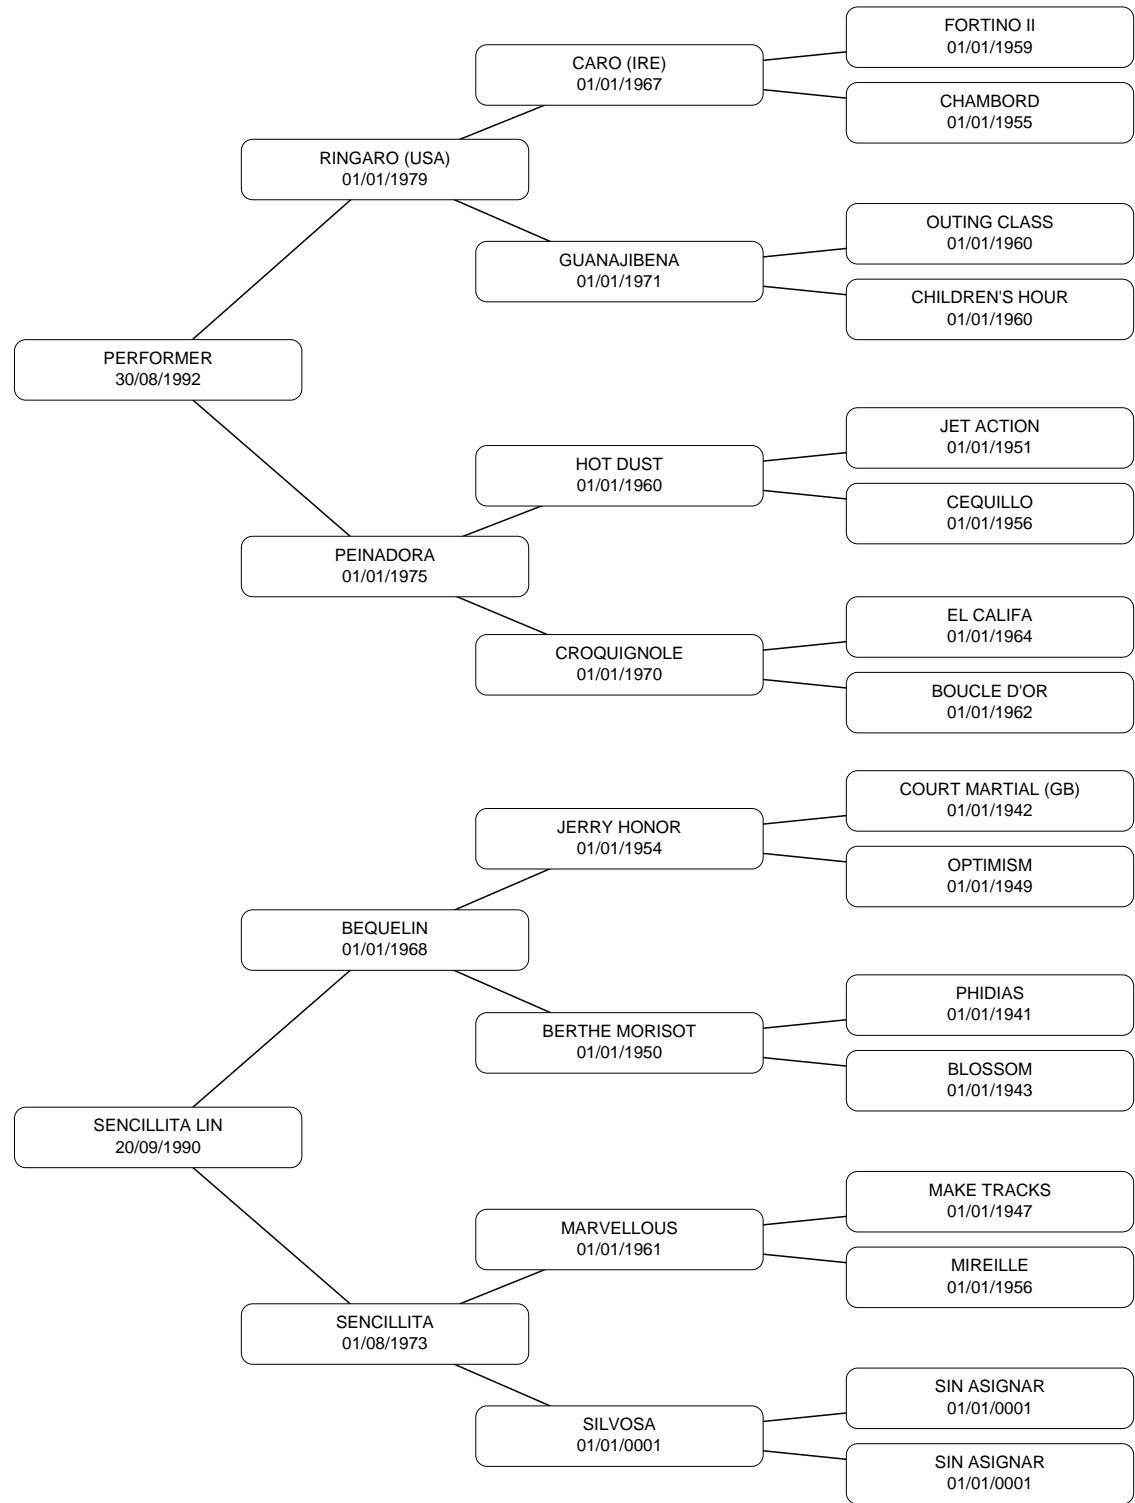 FORTINO II
01/01/1959
CARO (IRE)
01/01/1967
CHAMBORD
01/01/1955
RINGARO (USA)
01/01/1979
OUTING CLASS
01/01/1960
GUANAJIBENA
01/01/1971
CHILDREN'S HOUR
01/01/1960
PERFORMER
30/08/1992
JET ACTION
01/01/1951
HOT DUST
01/01/1960
CEQUILLO
01/01/1956
PEINADORA
01/01/1975
EL CALIFA
01/01/1964
CROQUIGNOLE
01/01/1970
BOUCLE D'OR
01/01/1962
COURT MARTIAL (GB)
01/01/1942
JERRY HONOR
01/01/1954
OPTIMISM
01/01/1949
BEQUELIN
01/01/1968
PHIDIAS
01/01/1941
BERTHE MORISOT
01/01/1950
BLOSSOM
01/01/1943
SENCILLITA LIN
20/09/1990
MAKE TRACKS
01/01/1947
MARVELLOUS
01/01/1961
MIREILLE
01/01/1956
SENCILLITA
01/08/1973
SIN ASIGNAR
01/01/0001
SILVOSA
01/01/0001
SIN ASIGNAR
01/01/0001